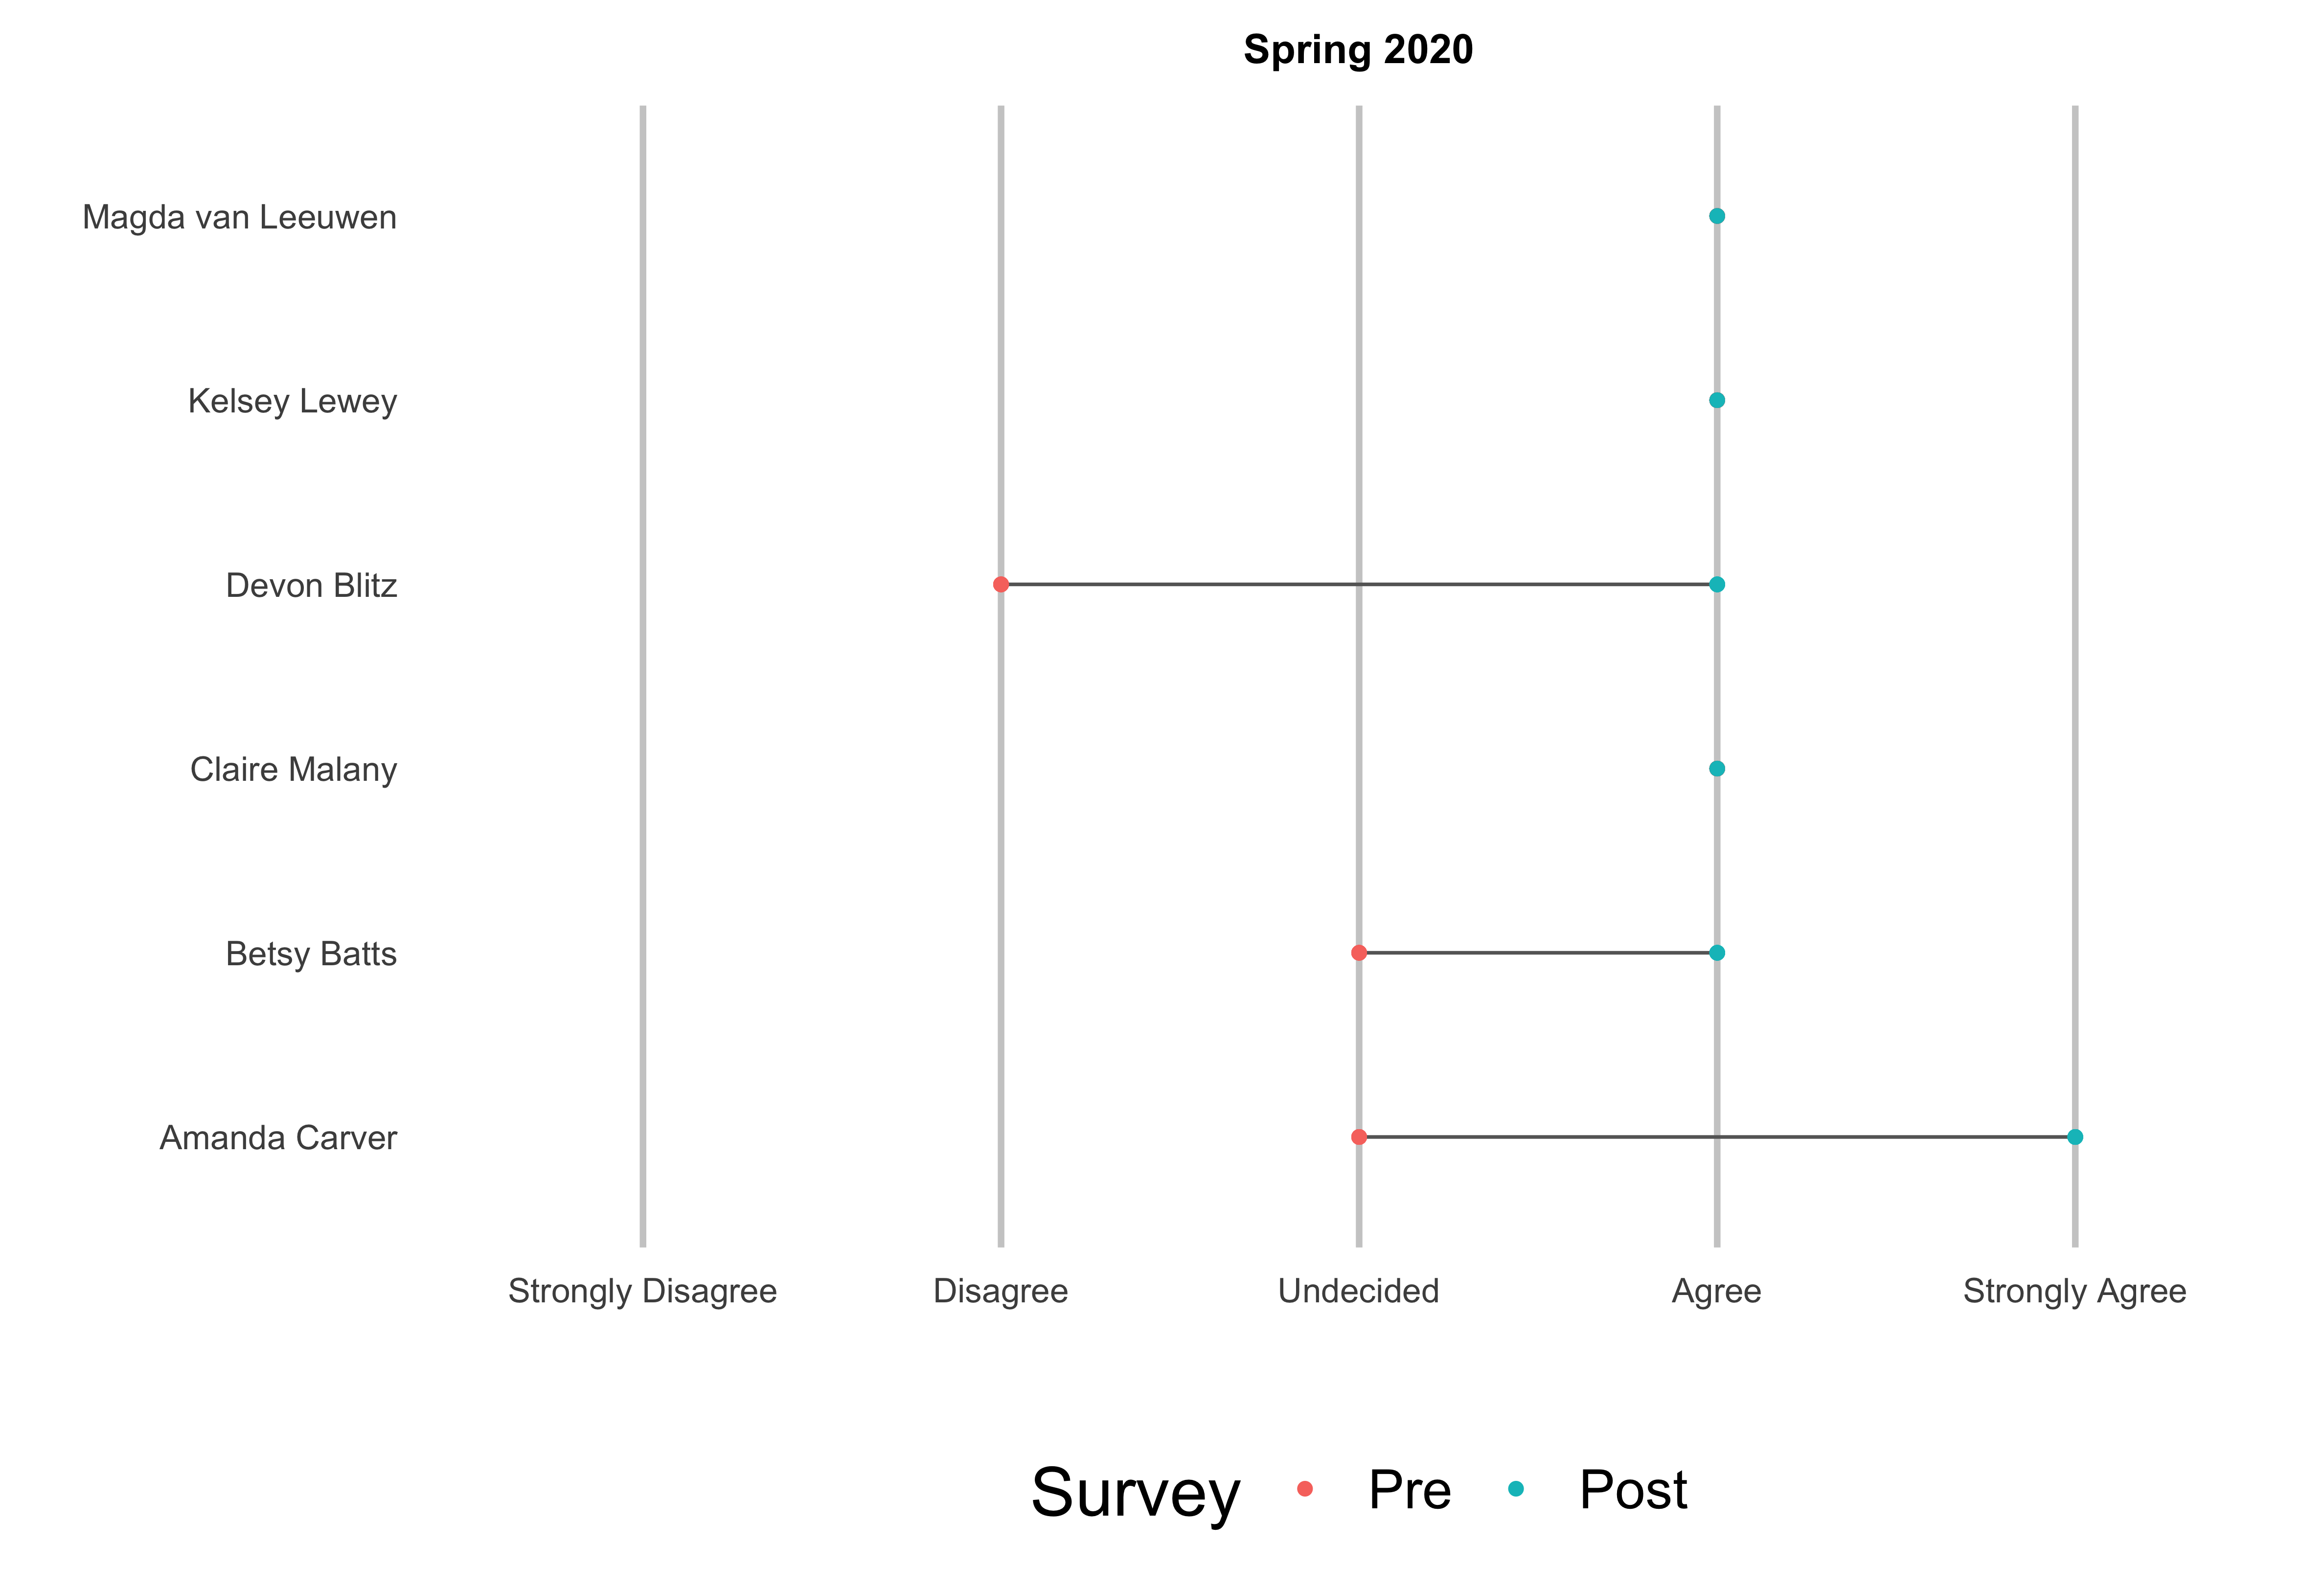 Spring 2020
Magda van Leeuwen
Kelsey Lewey
Devon Blitz
Claire Malany
Betsy Batts
Amanda Carver
Strongly Disagree Disagree Undecided Agree Strongly Agree
Survey Pre Post